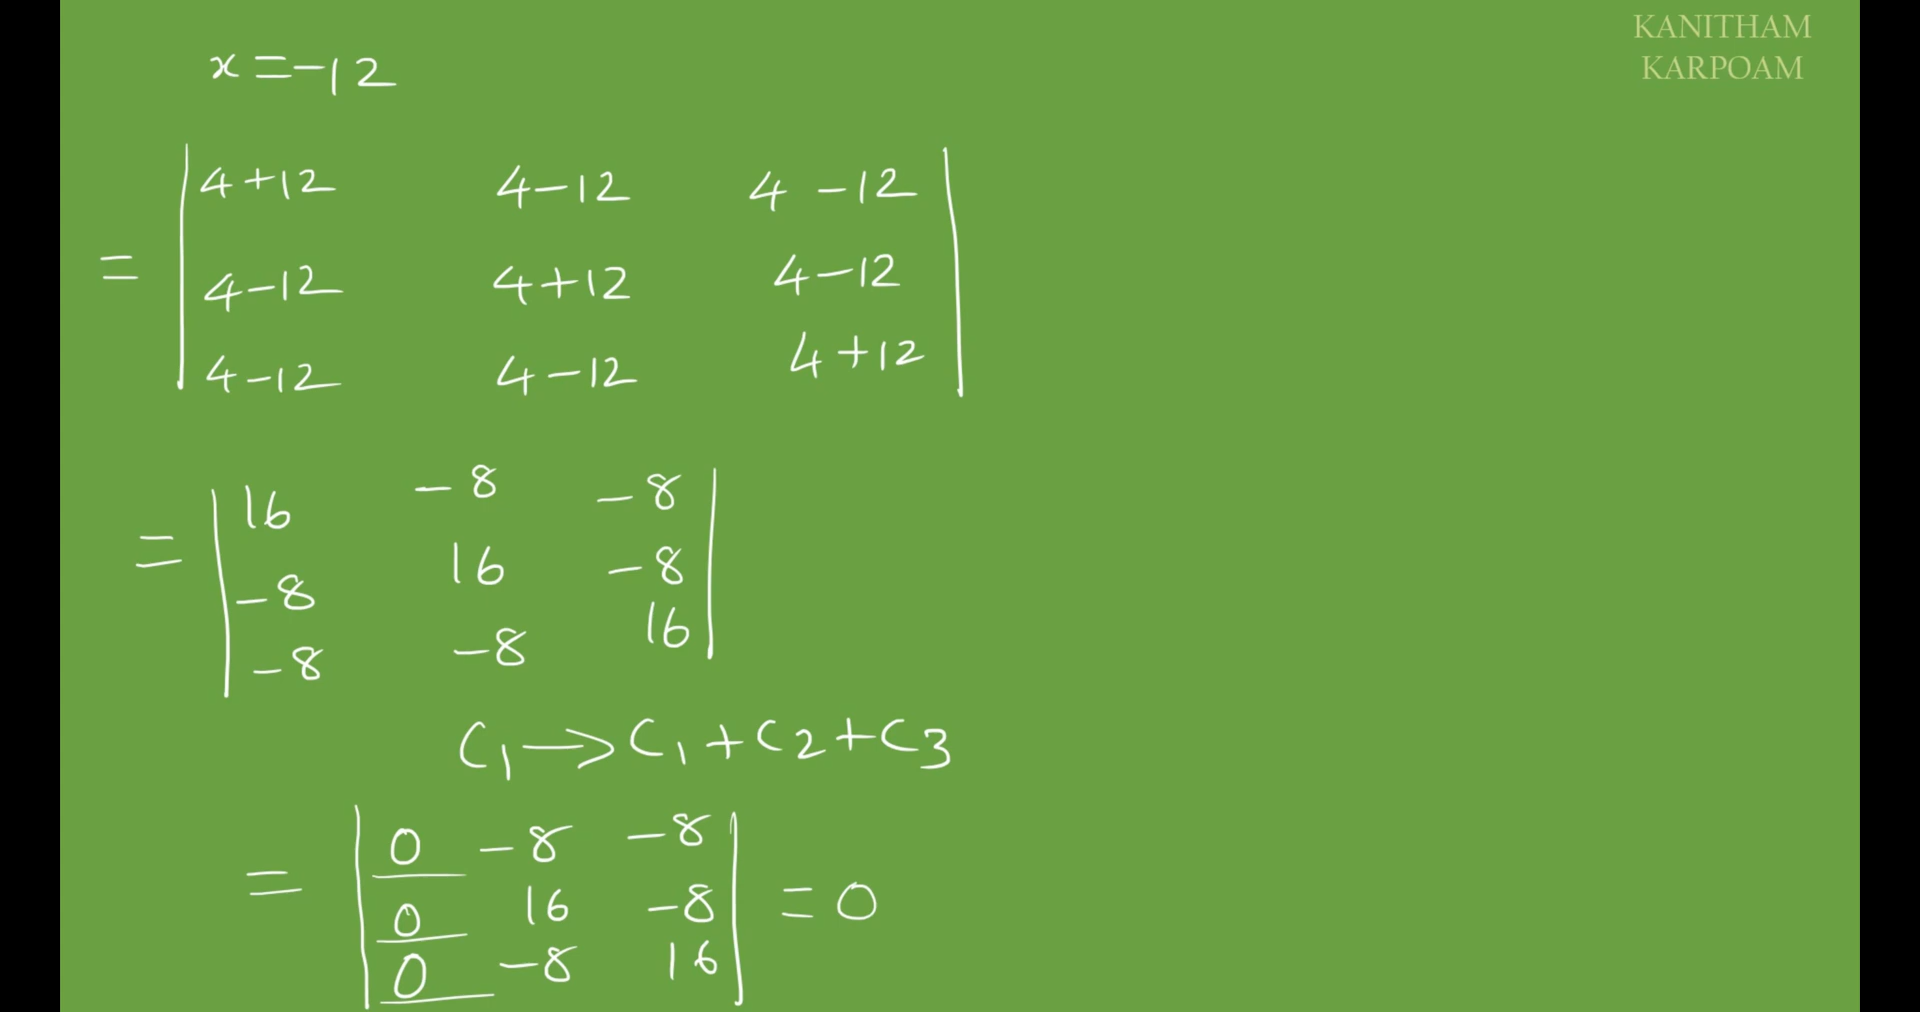 KANITHAM
KARPOAM
x = -12
= | 4+12 4-12 4-12 |
| 4-12 4+12 4-12 |
| 4-12 4-12 4+12 |
= | 16 -8 -8 |
| -8 16 -8 |
| -8 -8 16 |
C1 → C1 + C2 + C3
= | 0 -8 -8 |
| 0 16 -8 | = 0
| 0 -8 16 |